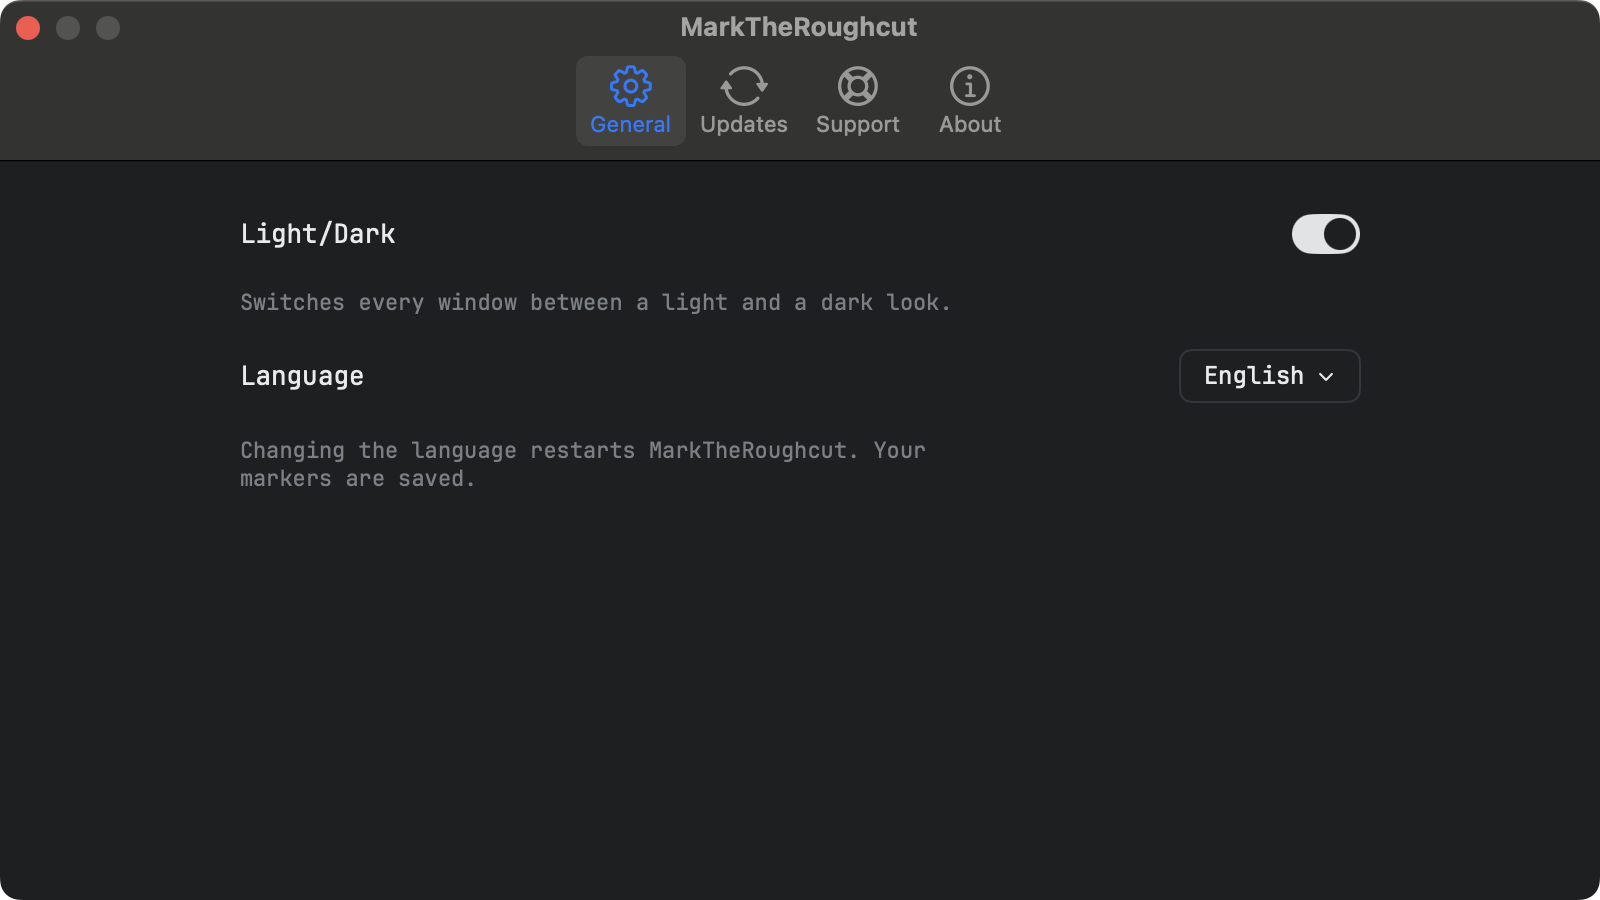 MarkTheRoughcut
General Updates Support About
Light/Dark
Switches every window between a light and a dark look.
Language English
Changing the language restarts MarkTheRoughcut. Your
markers are saved.